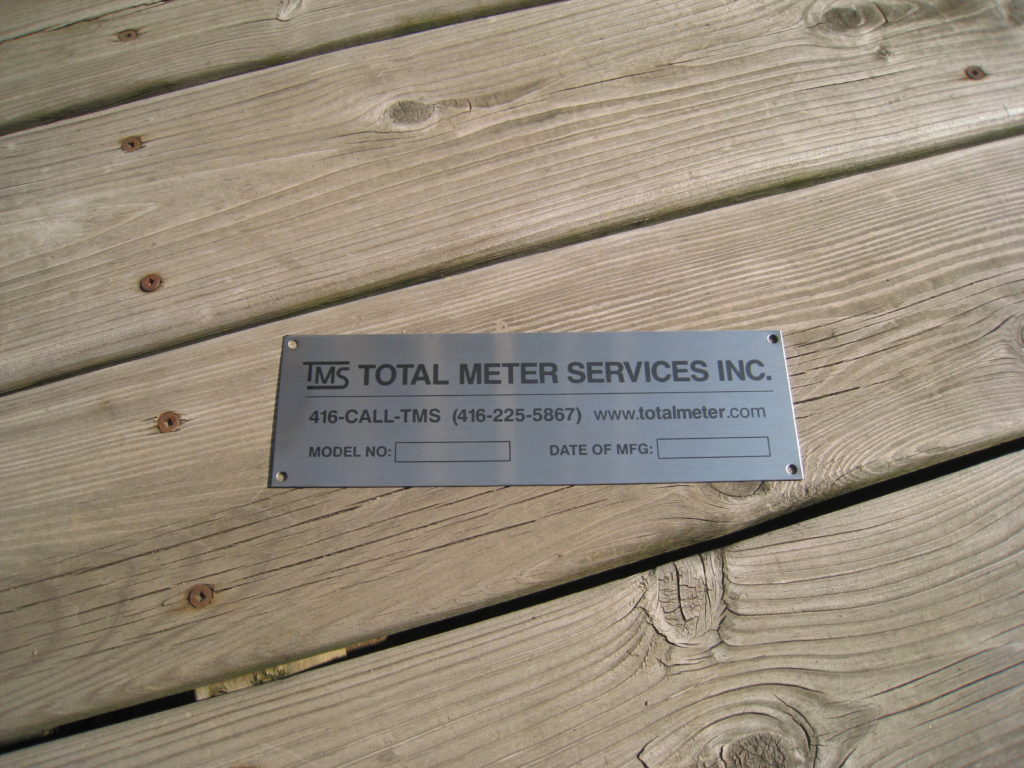 TMS TOTAL METER SERVICES INC.
416-CALL-TMS (416-225-5867) www.totalmeter.com
MODEL NO: DATE OF MFG: